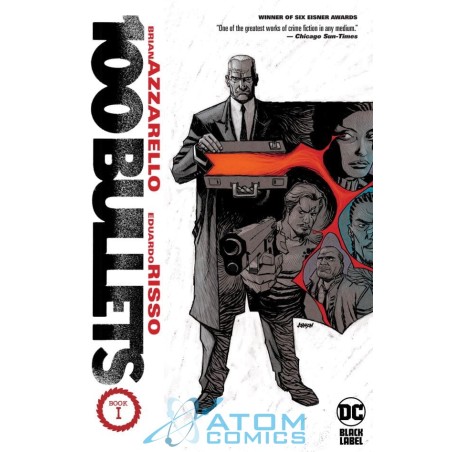 WINNER OF SIX EISNER AWARDS
"One of the greatest works of crime fiction in any medium."
— Chicago Sun-Times
BRIAN AZZARELLO
EDUARDO RISSO
100 BULLETS
BOOK
I
JOHNSON
ATOM
COMICS
DC
BLACK
LABEL